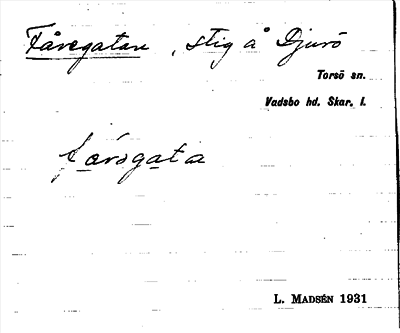 Fåregatan, stig å Djurö
Torsö sn.
Vadsbo hd. Skar. l.
L. MADSÉN 1931